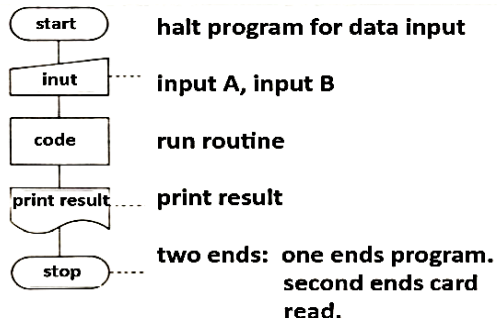 start halt program for data input
inut input A, input B
code run routine
print result print result
stop two ends: one ends program.
second ends card
read.